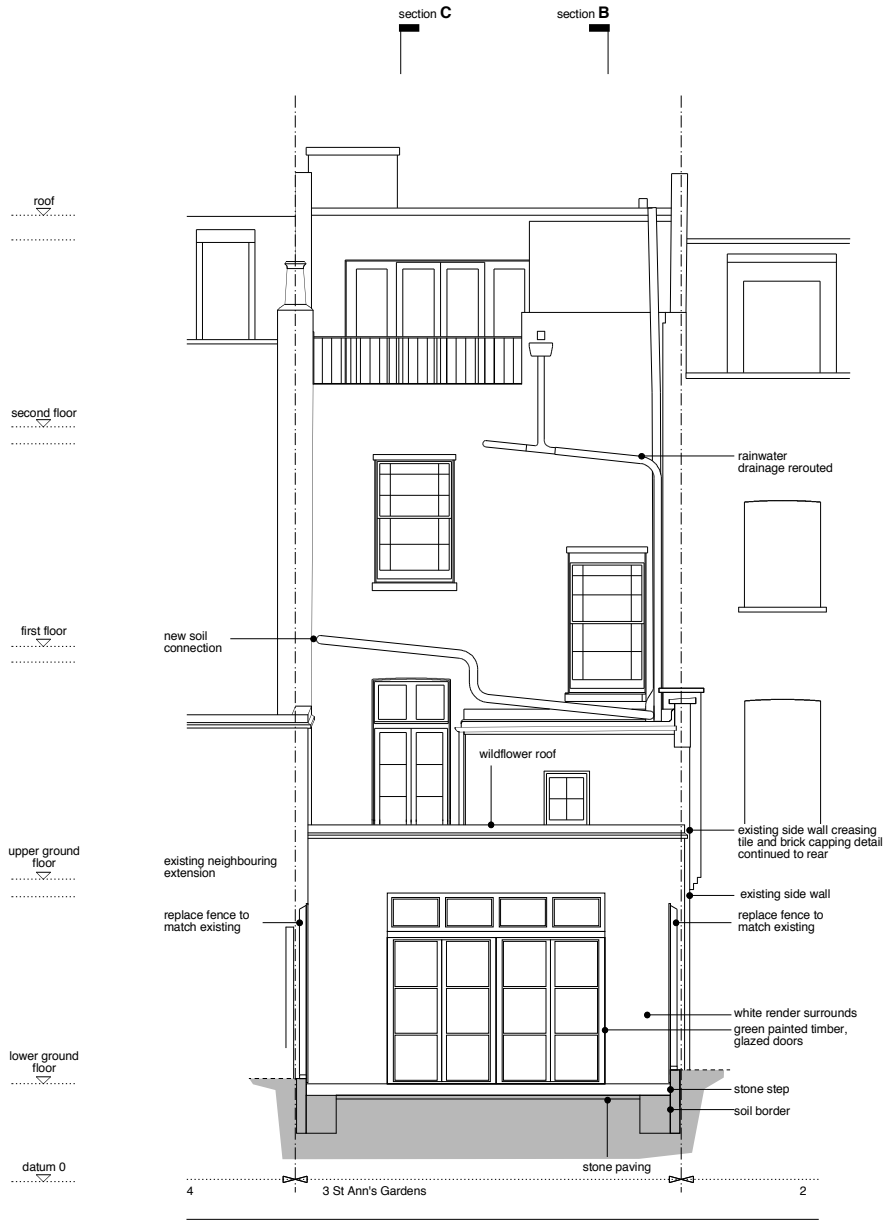 section C
section B
roof
second floor
rainwater
drainage rerouted
first floor
new soil
connection
wildflower roof
existing side wall creasing
tile and brick capping detail
continued to rear
upper ground
floor
existing neighbouring
extension
existing side wall
replace fence to
match existing
replace fence to
match existing
white render surrounds
green painted timber,
glazed doors
lower ground
floor
stone step
soil border
stone paving
datum 0
4
3 St Ann's Gardens
2